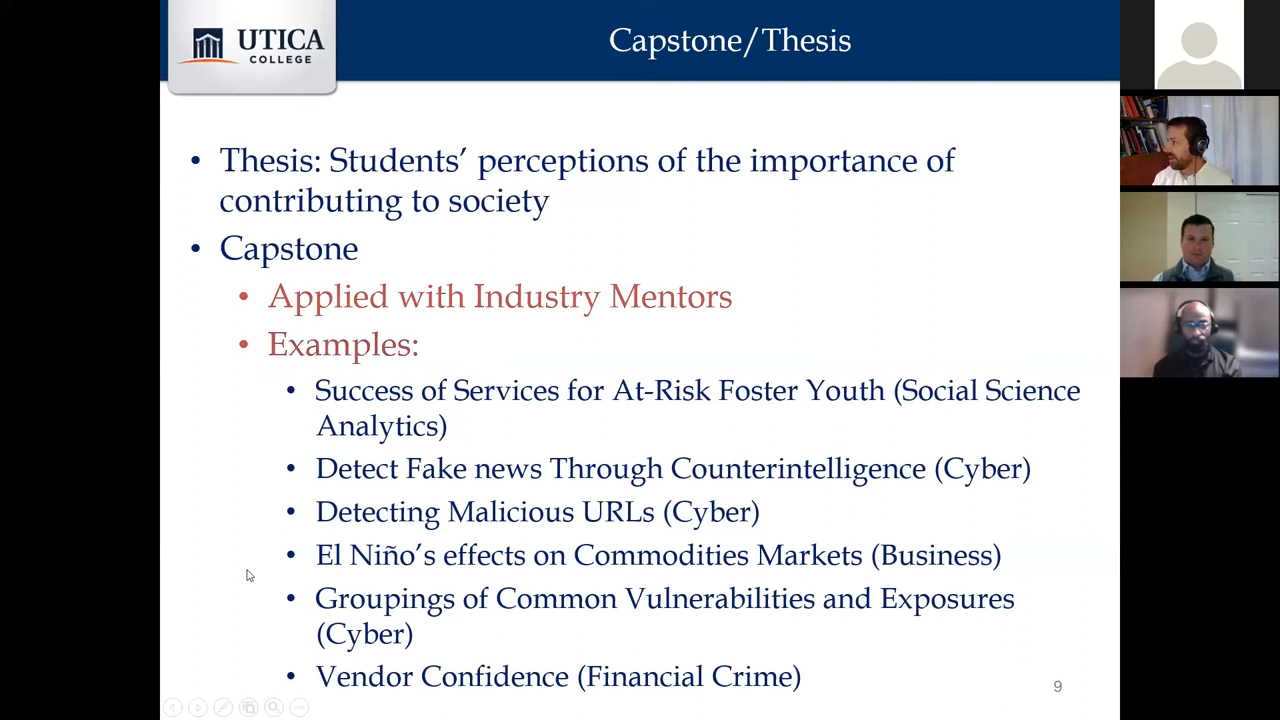 UTICA
COLLEGE
Capstone/Thesis
• Thesis: Students’ perceptions of the importance of
contributing to society
• Capstone
• Applied with Industry Mentors
• Examples:
• Success of Services for At-Risk Foster Youth (Social Science
Analytics)
• Detect Fake news Through Counterintelligence (Cyber)
• Detecting Malicious URLs (Cyber)
• El Niño’s effects on Commodities Markets (Business)
• Groupings of Common Vulnerabilities and Exposures
(Cyber)
• Vendor Confidence (Financial Crime)
9